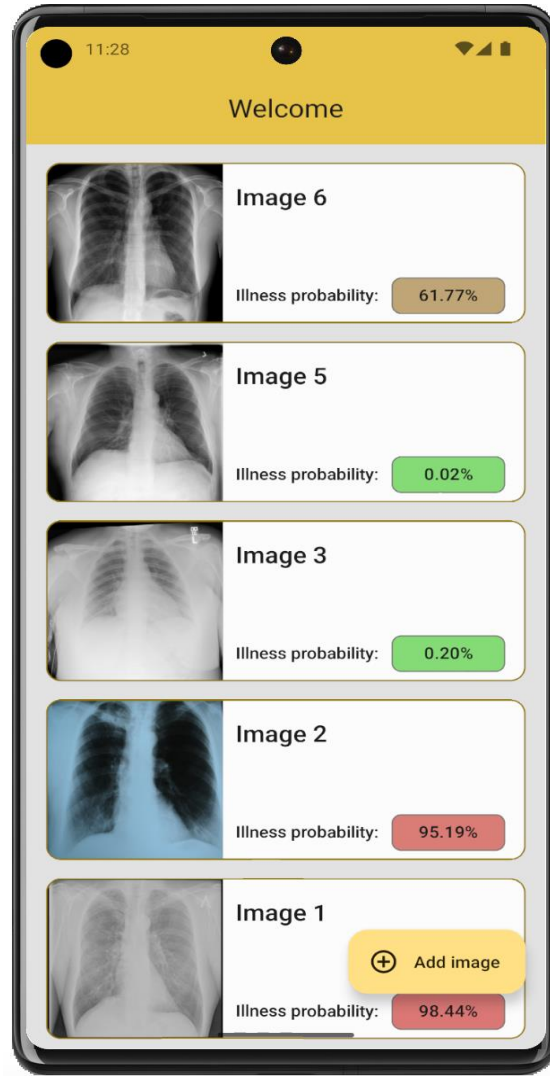 11:28
Welcome
Image 6
Illness probability: 61.77%
Image 5
Illness probability: 0.02%
Image 3
Illness probability: 0.20%
Image 2
Illness probability: 95.19%
Image 1
Add image
Illness probability: 98.44%